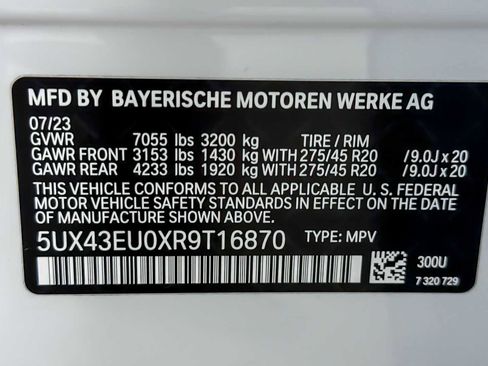 MFD BY BAYERISCHE MOTOREN WERKE AG
07/23
GVWR 7055 lbs 3200 kg TIRE / RIM
GAWR FRONT 3153 lbs 1430 kg WITH 275/45 R20 /9.0J x 20
GAWR REAR 4233 lbs 1920 kg WITH 275/45 R20 /9.0J x 20
THIS VEHICLE CONFORMS TO ALL APPLICABLE U. S. FEDERAL
MOTOR VEHICLE SAFETY STANDARDS IN EFFECT ON THE
DATE OF MANUFACTURE SHOWN ABOVE.
5UX43EU0XR9T16870 TYPE: MPV
300U
7 320 729